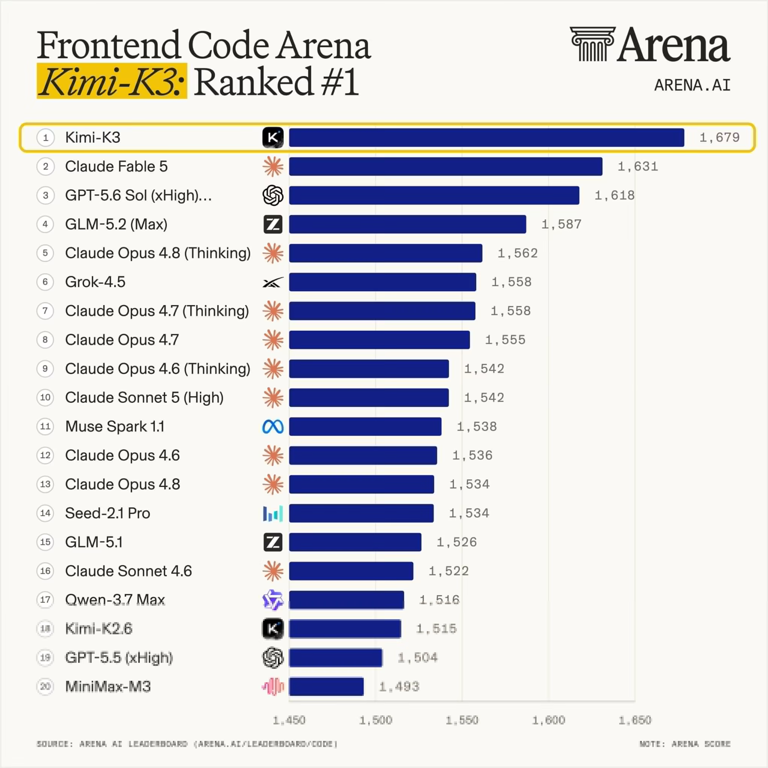 Frontend Code Arena
Kimi-K3: Ranked #1
Arena
ARENA.AI
1 Kimi-K3 1,679
2 Claude Fable 5 1,631
3 GPT-5.6 Sol (xHigh)... 1,618
4 GLM-5.2 (Max) 1,587
5 Claude Opus 4.8 (Thinking) 1,562
6 Grok-4.5 1,558
7 Claude Opus 4.7 (Thinking) 1,558
8 Claude Opus 4.7 1,555
9 Claude Opus 4.6 (Thinking) 1,542
10 Claude Sonnet 5 (High) 1,542
11 Muse Spark 1.1 1,538
12 Claude Opus 4.6 1,536
13 Claude Opus 4.8 1,534
14 Seed-2.1 Pro 1,534
15 GLM-5.1 1,526
16 Claude Sonnet 4.6 1,522
17 Qwen-3.7 Max 1,516
18 Kimi-K2.6 1,515
19 GPT-5.5 (xHigh) 1,504
20 MiniMax-M3 1,493
1,450 1,500 1,550 1,600 1,650
SOURCE: ARENA AI LEADERBOARD (ARENA.AI/LEADERBOARD/CODE) NOTE: ARENA SCORE